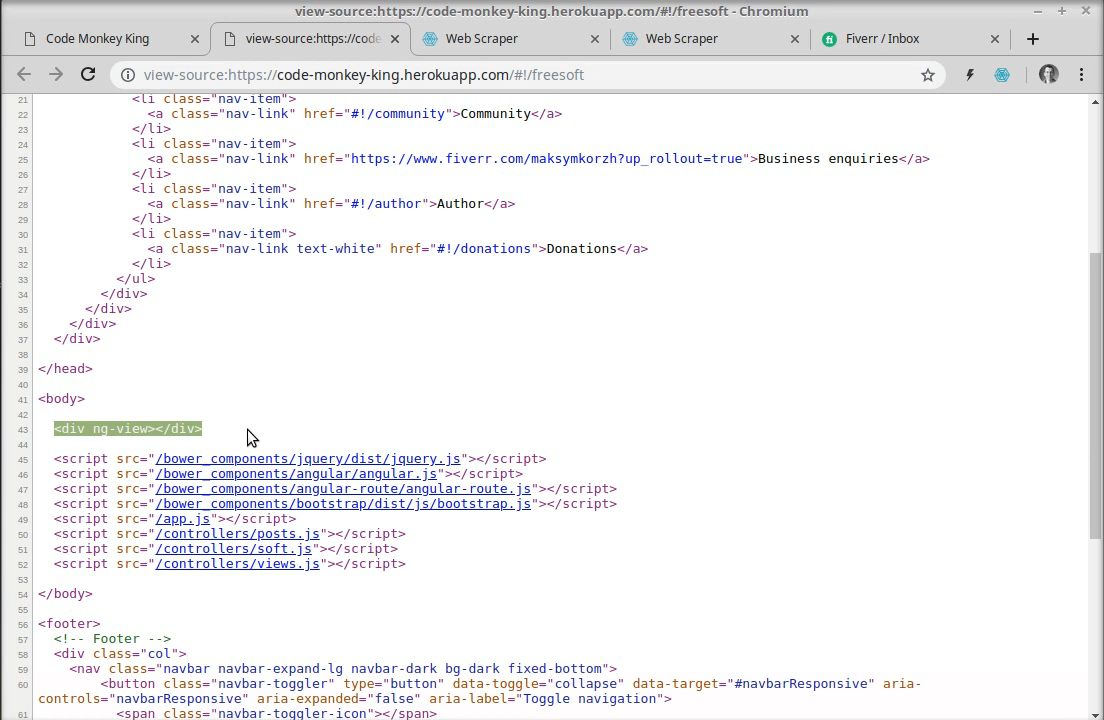 view-source:https://code-monkey-king.herokuapp.com/#!/freesoft - Chromium
Code Monkey King
view-source:https://code
Web Scraper
Web Scraper
fi
Fiverr / Inbox
view-source:https://code-monkey-king.herokuapp.com/#!/freesoft
21 <li class="nav-item">
22 <a class="nav-link" href="#!/community">Community</a>
23 </li>
24 <li class="nav-item">
25 <a class="nav-link" href="https://www.fiverr.com/maksymkorzh?up_rollout=true">Business enquiries</a>
26 </li>
27 <li class="nav-item">
28 <a class="nav-link" href="#!/author">Author</a>
29 </li>
30 <li class="nav-item">
31 <a class="nav-link text-white" href="#!/donations">Donations</a>
32 </li>
33 </ul>
34 </div>
35 </div>
36 </div>
37 </div>
38
39 </head>
40
41 <body>
42
43 <div ng-view></div>
44
45 <script src="/bower_components/jquery/dist/jquery.js"></script>
46 <script src="/bower_components/angular/angular.js"></script>
47 <script src="/bower_components/angular-route/angular-route.js"></script>
48 <script src="/bower_components/bootstrap/dist/js/bootstrap.js"></script>
49 <script src="/app.js"></script>
50 <script src="/controllers/posts.js"></script>
51 <script src="/controllers/soft.js"></script>
52 <script src="/controllers/views.js"></script>
53
54 </body>
55
56 <footer>
57 <!-- Footer -->
58 <div class="col">
59 <nav class="navbar navbar-expand-lg navbar-dark bg-dark fixed-bottom">
60 <button class="navbar-toggler" type="button" data-toggle="collapse" data-target="#navbarResponsive" aria-
controls="navbarResponsive" aria-expanded="false" aria-label="Toggle navigation">
61 <span class="navbar-toggler-icon"></span>